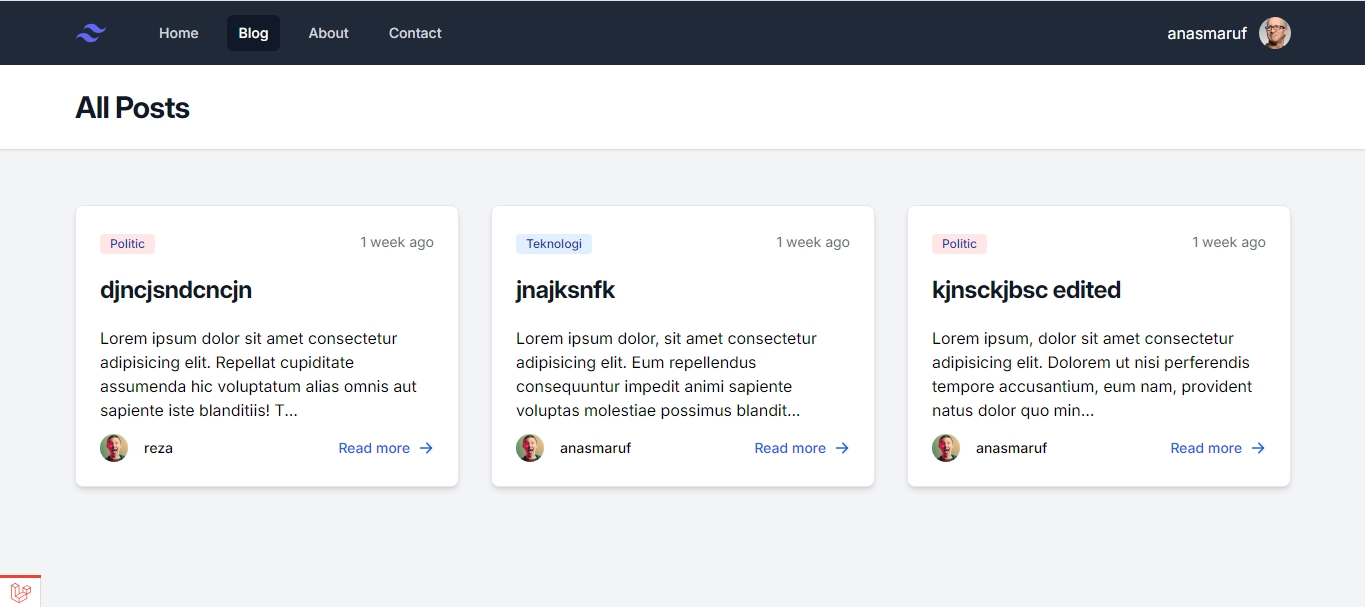 Home Blog About Contact anasmaruf
All Posts
Politic 1 week ago
djncjsndcncjn
Lorem ipsum dolor sit amet consectetur
adipisicing elit. Repellat cupiditate
assumenda hic voluptatum alias omnis aut
sapiente iste blanditiis! T...
reza Read more →
Teknologi 1 week ago
jnajksnfk
Lorem ipsum dolor, sit amet consectetur
adipisicing elit. Eum repellendus
consequuntur impedit animi sapiente
voluptas molestiae possimus blandit...
anasmaruf Read more →
Politic 1 week ago
kjnsckjbsc edited
Lorem ipsum, dolor sit amet consectetur
adipisicing elit. Dolorem ut nisi perferendis
tempore accusantium, eum nam, provident
natus dolor quo min...
anasmaruf Read more →